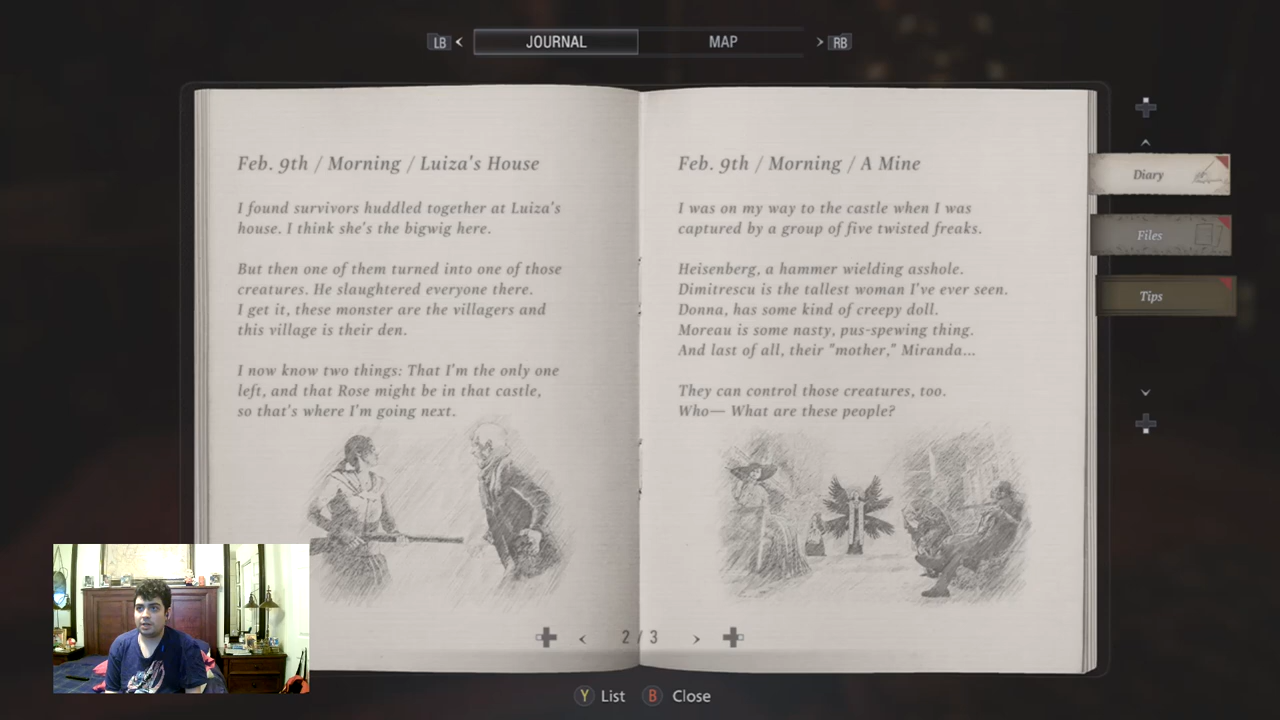 LB
JOURNAL
MAP
RB
Feb. 9th / Morning / Luiza's House
I found survivors huddled together at Luiza's
house. I think she's the bigwig here.
But then one of them turned into one of those
creatures. He slaughtered everyone there.
I get it, these monster are the villagers and
this village is their den.
I now know two things: That I'm the only one
left, and that Rose might be in that castle,
so that's where I'm going next.
Feb. 9th / Morning / A Mine
I was on my way to the castle when I was
captured by a group of five twisted freaks.
Heisenberg, a hammer wielding asshole.
Dimitrescu is the tallest woman I've ever seen.
Donna, has some kind of creepy doll.
Moreau is some nasty, pus-spewing thing.
And last of all, their "mother," Miranda...
They can control those creatures, too.
Who— What are these people?
Diary
Files
Tips
2 / 3
Y List B Close